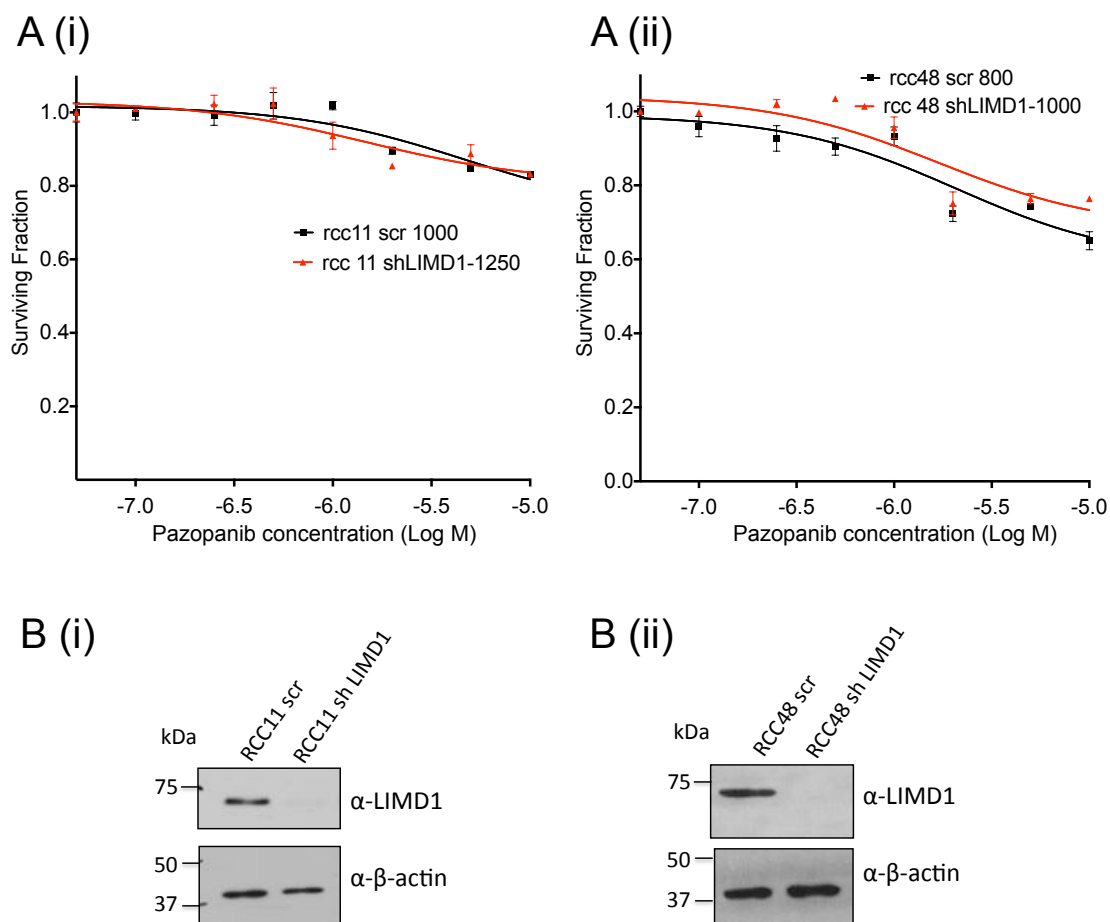 A (i)
1.0
0.8
0.6
0.4
0.2
Surviving Fraction
rcc11 scr 1000
rcc 11 shLIMD1-1250
-7.0 -6.5 -6.0 -5.5 -5.0
Pazopanib concentration (Log M)
A (ii)
1.0
0.8
0.6
0.4
0.2
0.0
Surviving Fraction
rcc48 scr 800
rcc 48 shLIMD1-1000
-7.0 -6.5 -6.0 -5.5 -5.0
Pazopanib concentration (Log M)
B (i)
kDa
RCC11 scr
RCC11 sh LIMD1
75
α-LIMD1
50
37
α-β-actin
B (ii)
kDa
RCC48 scr
RCC48 sh LIMD1
75
α-LIMD1
50
37
α-β-actin